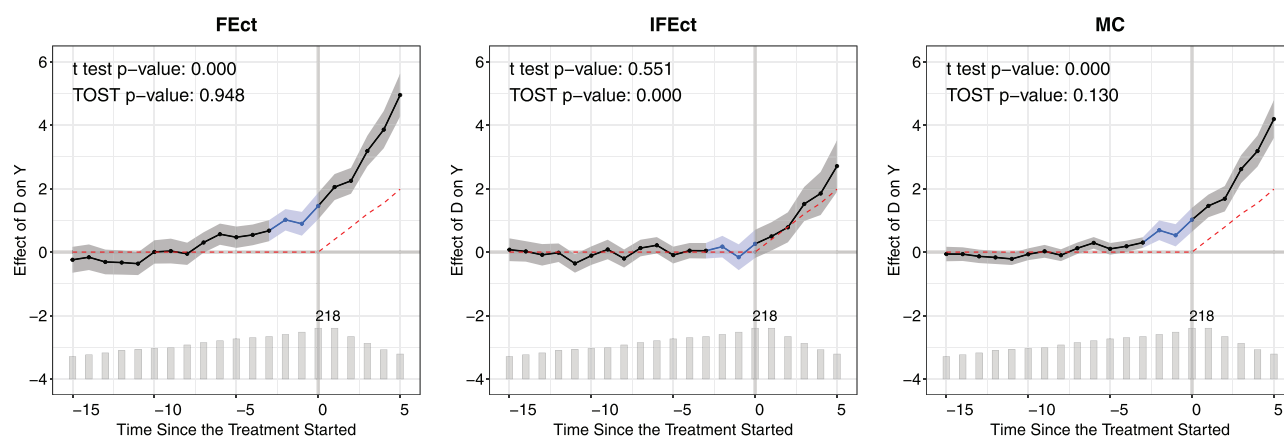 FEct
t test p−value: 0.000
TOST p−value: 0.948
Effect of D on Y
6
4
2
0
−2
−4
218
−15 −10 −5 0 5
Time Since the Treatment Started
IFEct
t test p−value: 0.551
TOST p−value: 0.000
Effect of D on Y
6
4
2
0
−2
−4
218
−15 −10 −5 0 5
Time Since the Treatment Started
MC
t test p−value: 0.000
TOST p−value: 0.130
Effect of D on Y
6
4
2
0
−2
−4
218
−15 −10 −5 0 5
Time Since the Treatment Started